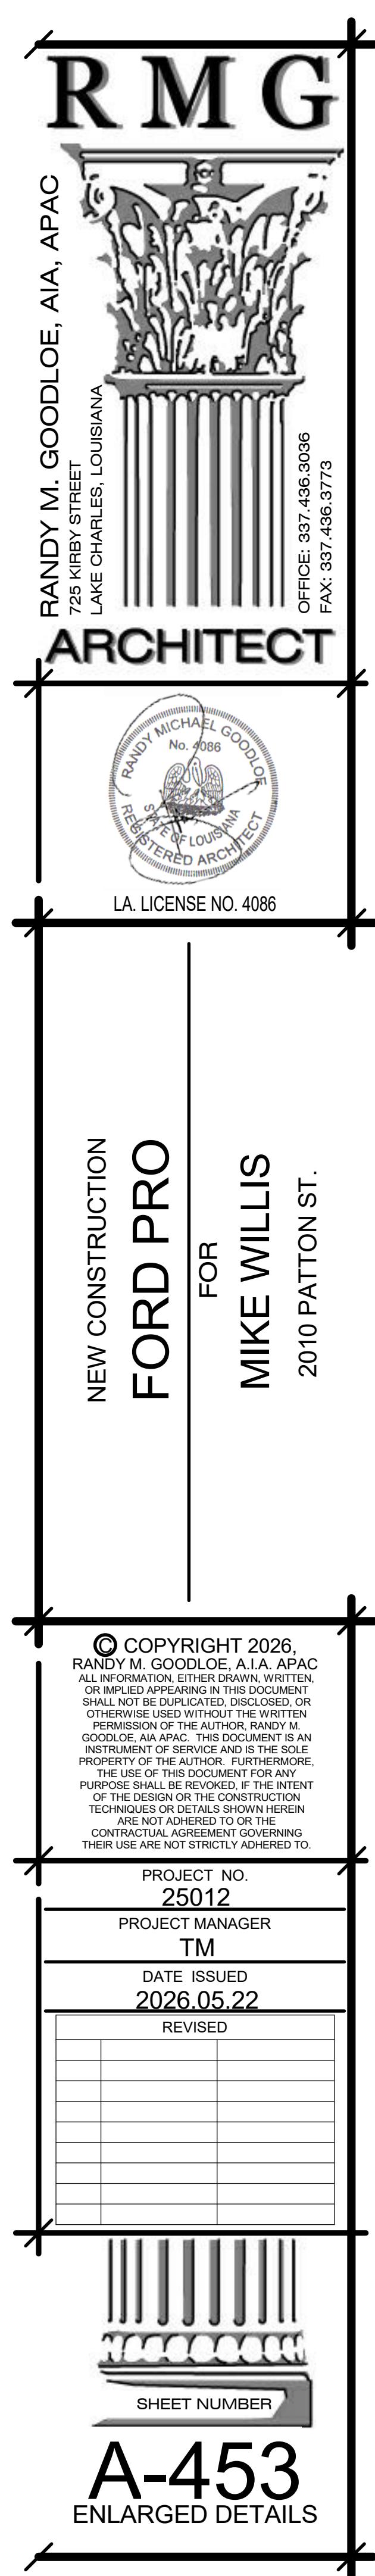 RMG
RANDY M. GOODLOE, AIA, APAC
725 KIRBY STREET
LAKE CHARLES, LOUISIANA
OFFICE: 337.436.3036
FAX: 337.436.3773
ARCHITECT
RANDY MICHAEL GOODLOE
No. 4086
STATE OF LOUISIANA
REGISTERED ARCHITECT
LA. LICENSE NO. 4086
NEW CONSTRUCTION
FORD PRO
FOR
MIKE WILLIS
2010 PATTON ST.
© COPYRIGHT 2026,
RANDY M. GOODLOE, A.I.A. APAC
ALL INFORMATION, EITHER DRAWN, WRITTEN,
OR IMPLIED APPEARING IN THIS DOCUMENT
SHALL NOT BE DUPLICATED, DISCLOSED, OR
OTHERWISE USED WITHOUT THE WRITTEN
PERMISSION OF THE AUTHOR, RANDY M.
GOODLOE, AIA APAC. THIS DOCUMENT IS AN
INSTRUMENT OF SERVICE AND IS THE SOLE
PROPERTY OF THE AUTHOR. FURTHERMORE,
THE USE OF THIS DOCUMENT FOR ANY
PURPOSE SHALL BE REVOKED, IF THE INTENT
OF THE DESIGN OR THE CONSTRUCTION
TECHNIQUES OR DETAILS SHOWN HEREIN
ARE NOT ADHERED TO OR THE
CONTRACTUAL AGREEMENT GOVERNING
THEIR USE ARE NOT STRICTLY ADHERED TO.
PROJECT NO.
25012
PROJECT MANAGER
TM
DATE ISSUED
2026.05.22
REVISED
SHEET NUMBER
A-453
ENLARGED DETAILS